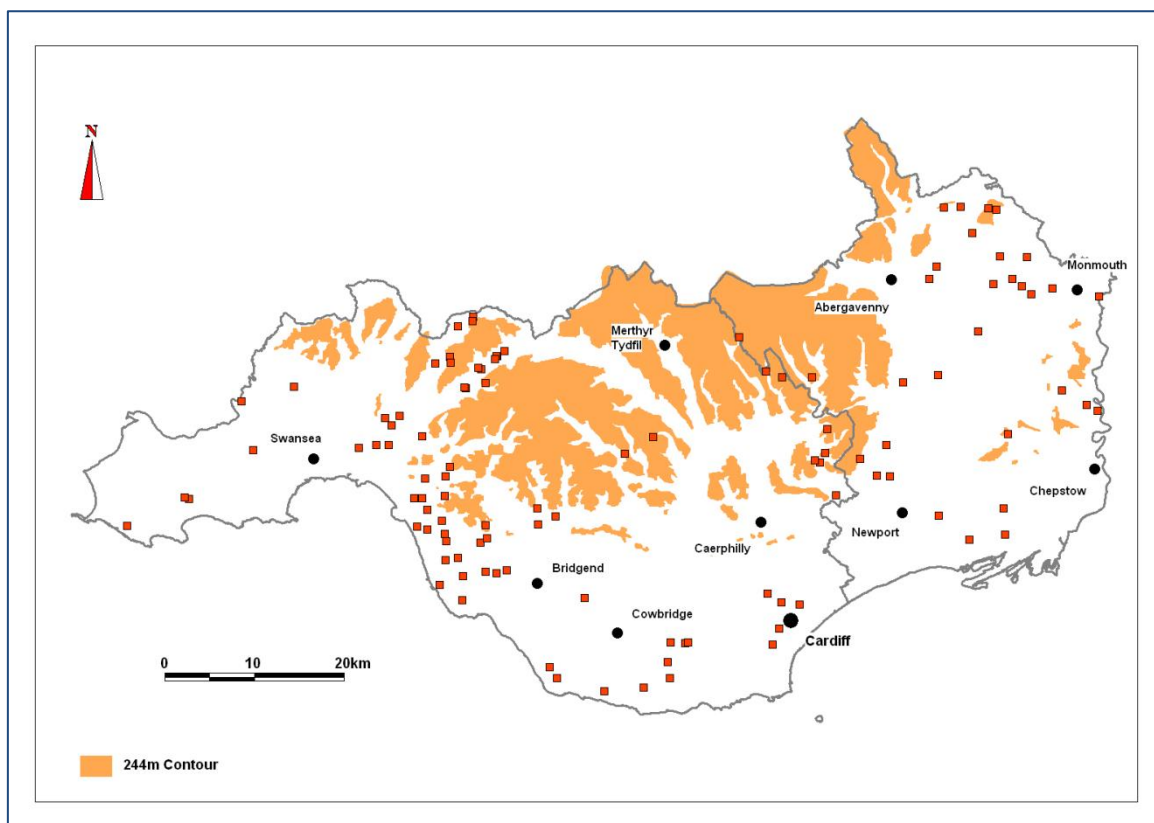 N
Monmouth
Abergavenny
Merthyr
Tydfil
Swansea
Chepstow
Newport
Caerphilly
Bridgend
Cowbridge
Cardiff
0 10 20km
244m Contour